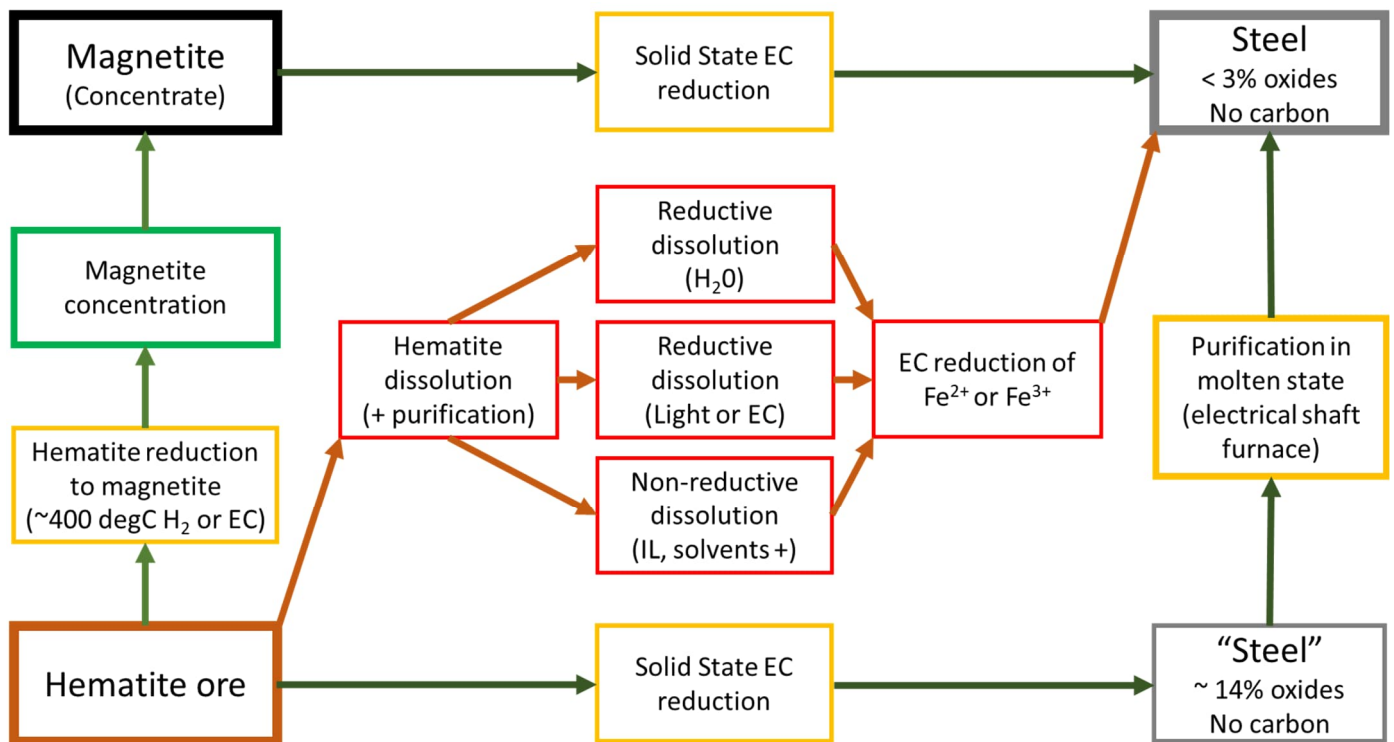 Magnetite
(Concentrate)
Solid State EC
reduction
Steel
< 3% oxides
No carbon
Magnetite
concentration
Reductive
dissolution
(H₂0)
Hematite
dissolution
(+ purification)
Reductive
dissolution
(Light or EC)
EC reduction of
Fe²⁺ or Fe³⁺
Purification in
molten state
(electrical shaft
furnace)
Hematite reduction
to magnetite
(~400 degC H₂ or EC)
Non-reductive
dissolution
(IL, solvents +)
Hematite ore
Solid State EC
reduction
“Steel”
~ 14% oxides
No carbon